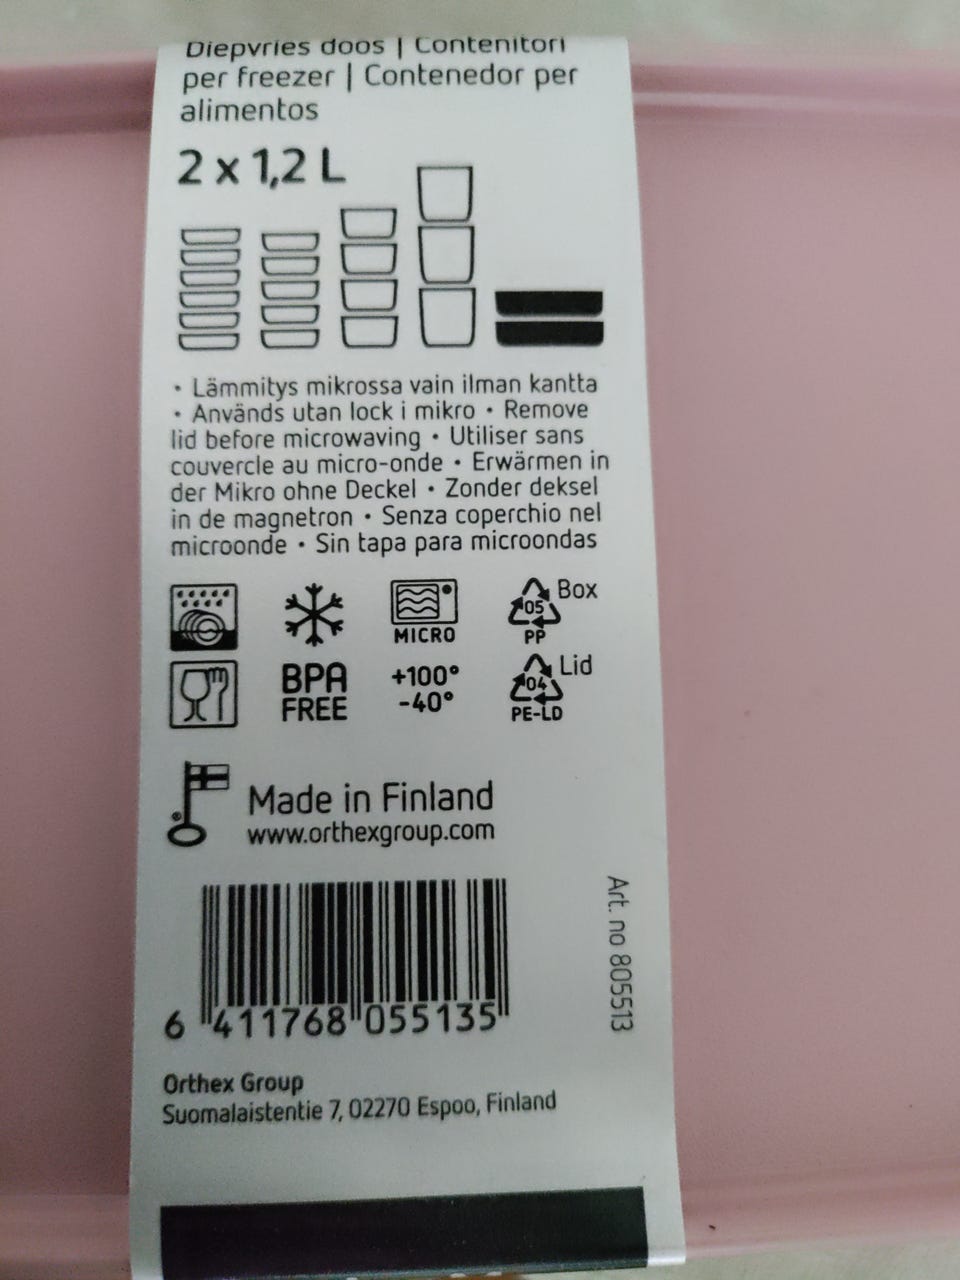 Diepvries doos | Contenitori
per freezer | Contenedor per
alimentos
2 x 1,2 L
• Lämmitys mikrossa vain ilman kantta
• Används utan lock i mikro • Remove
lid before microwaving • Utiliser sans
couvercle au micro-onde • Erwärmen in
der Mikro ohne Deckel • Zonder deksel
in de magnetron • Senza coperchio nel
microonde • Sin tapa para microondas
MICRO
05
PP
Box
BPA
FREE
+100°
-40°
04
PE-LD
Lid
®
Made in Finland
www.orthexgroup.com
Art. no 805513
6 411768 055135
Orthex Group
Suomalaistentie 7, 02270 Espoo, Finland